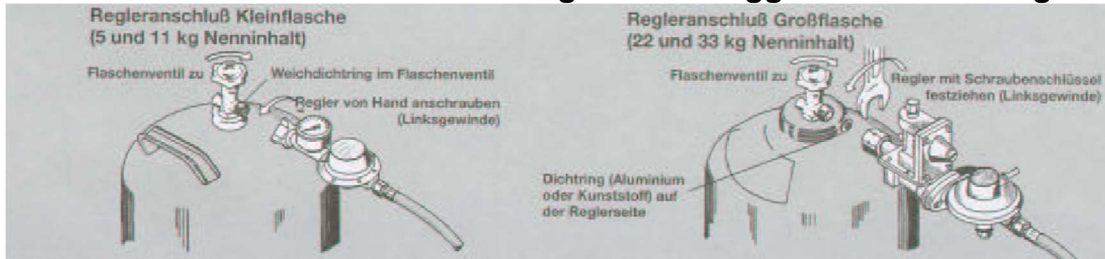 Regleranschluß Kleinflasche
(5 und 11 kg Nenninhalt)
Flaschenventil zu
Weichdichtring im Flaschenventil
Regler von Hand anschrauben
(Linksgewinde)
Regleranschluß Großflasche
(22 und 33 kg Nenninhalt)
Flaschenventil zu
Regler mit Schraubenschlüssel
festziehen (Linksgewinde)
Dichtring (Aluminium
oder Kunststoff) auf
der Reglerseite